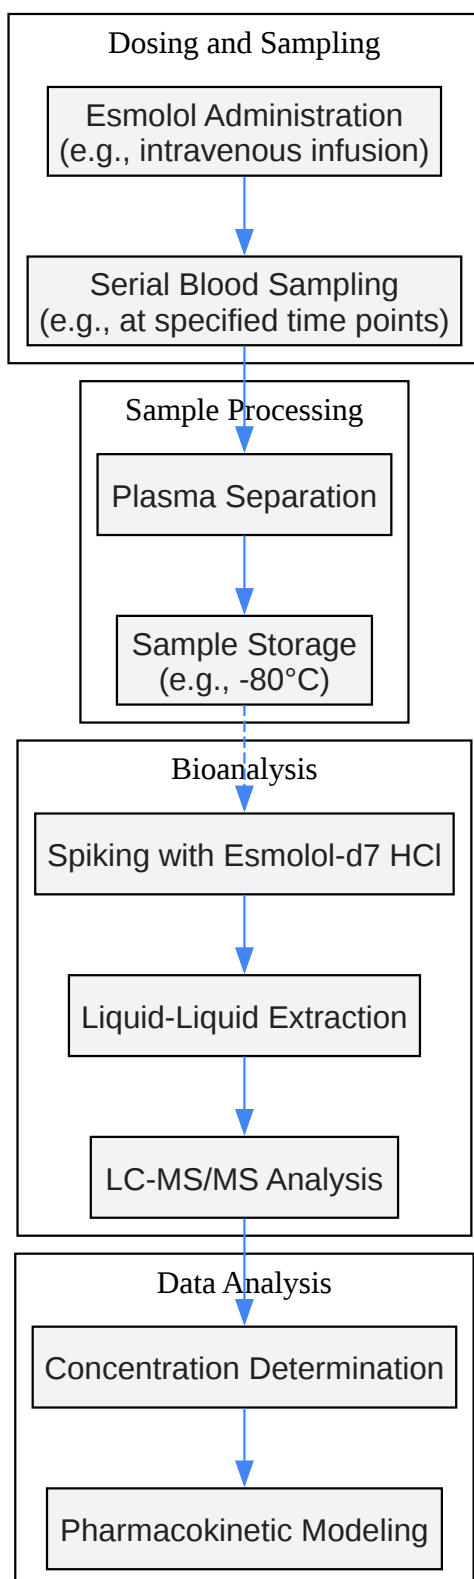 Dosing and Sampling
Esmolol Administration
(e.g., intravenous infusion)
Serial Blood Sampling
(e.g., at specified time points)
Sample Processing
Plasma Separation
Sample Storage
(e.g., -80°C)
Bioanalysis
Spiking with Esmolol-d7 HCl
Liquid-Liquid Extraction
LC-MS/MS Analysis
Data Analysis
Concentration Determination
Pharmacokinetic Modeling